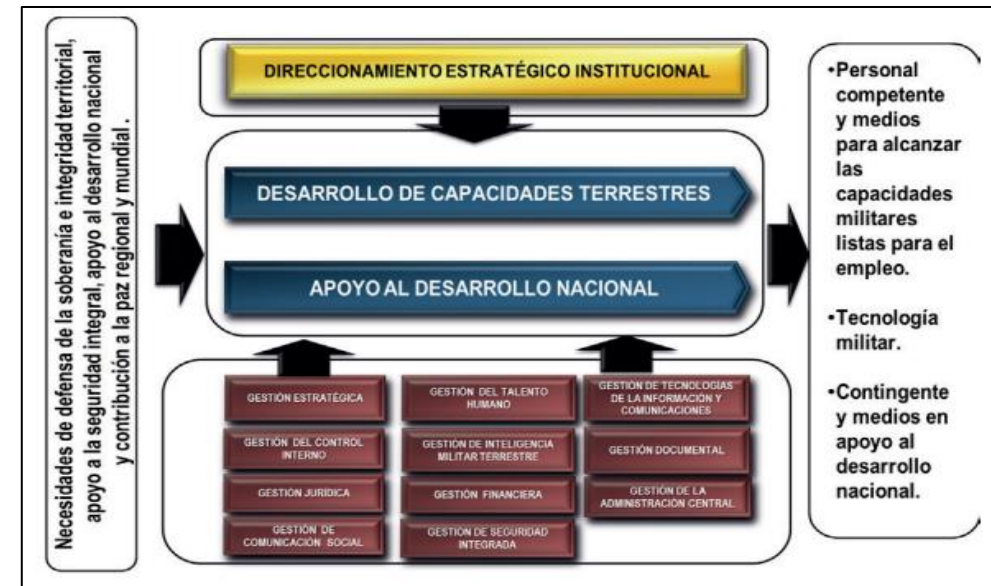 Necesidades de defensa de la soberanía e integridad territorial,
apoyo a la seguridad integral, apoyo al desarrollo nacional
y contribución a la paz regional y mundial .
DIRECCIONAMIENTO ESTRATÉGICO INSTITUCIONAL
DESARROLLO DE CAPACIDADES TERRESTRES
APOYO AL DESARROLLO NACIONAL
GESTIÓN ESTRATÉGICA
GESTIÓN DEL CONTROL
INTERNO
GESTIÓN JURÍDICA
GESTIÓN DE
COMUNICACIÓN SOCIAL
GESTIÓN DEL TALENTO
HUMANO
GESTIÓN DE INTELIGENCIA
MILITAR TERRESTRE
GESTIÓN FINANCIERA
GESTIÓN DE SEGURIDAD
INTEGRADA
GESTIÓN DE TECNOLOGÍAS
DE LA INFORMACIÓN Y
COMUNICACIONES
GESTIÓN DOCUMENTAL
GESTIÓN DE LA
ADMINISTRACIÓN CENTRAL
•Personal
competente
y medios
para alcanzar
las
capacidades
militares
listas para el
empleo.
•Tecnología
militar.
•Contingente
y medios en
apoyo al
desarrollo
nacional.